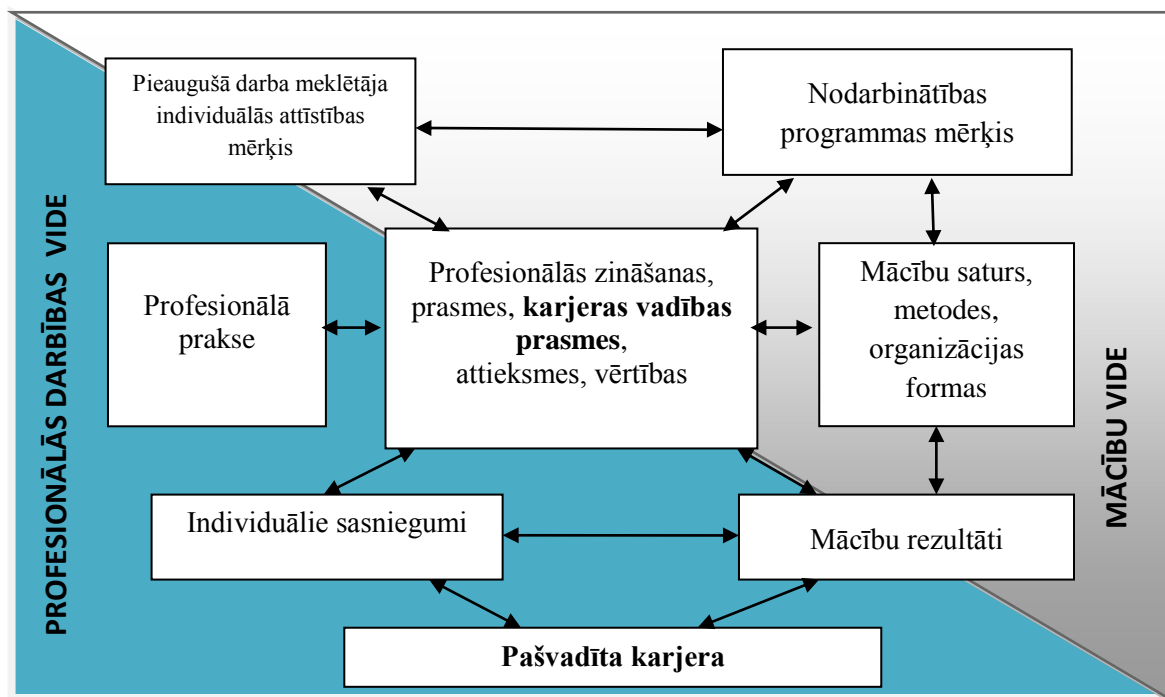 Pieaugušā darba meklētāja
individuālās attīstības
mērķis
Nodarbinātības
programmas mērķis
PROFESIONĀLĀS DARBĪBAS VIDE
Profesionālā
prakse
Profesionālās zināšanas,
prasmes, karjeras vadības
prasmes,
attieksmes, vērtības
Mācību saturs,
metodes,
organizācijas
formas
MĀCĪBU VIDE
Individuālie sasniegumi
Mācību rezultāti
Pašvadīta karjera